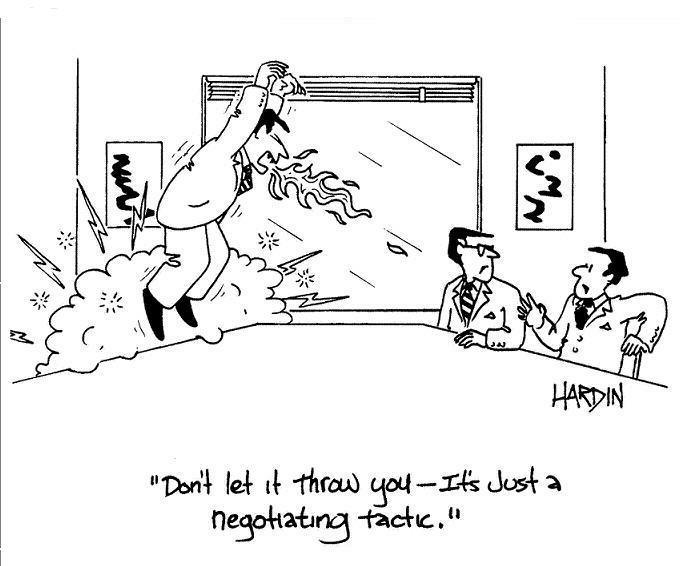 HARDIN
"Don't let it throw you—It's Just a
negotiating tactic."